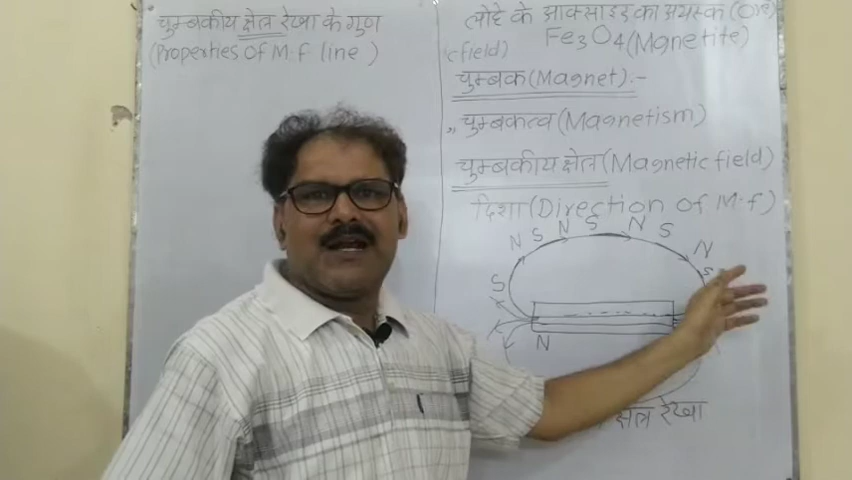 चुम्बकीय क्षेत्र रेखा के गुण
(Properties of M.f line)
लोहे के आक्साइड का अयस्क (Ore)
Fe3O4 (Magnetite)
cfield)
चुम्बक (Magnet):-
चुम्बकत्व (Magnetism)
चुम्बकीय क्षेत्र (Magnetic field)
दिशा (Direction of M.f)
S N S N S N S N S
N
क्षेत्र रेखा